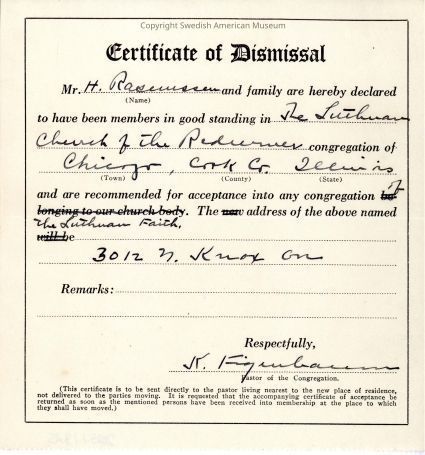 Copyright Swedish American Museum
Certificate of Dismissal
Mr. H. Rasmussen and family are hereby declared
(Name)
to have been members in good standing in The Lutheran
Church of the Redeemer congregation of
Chicago, Cook Co. Illinois
(Town) (County) (State)
and are recommended for acceptance into any congregation be of
longing to our church body. The new address of the above named
the Lutheran Faith,
will be
3012 N. Knox
Remarks:
Respectfully,
K.
Pastor of the Congregation.
(This certificate is to be sent directly to the pastor living nearest to the new place of residence,
not delivered to the parties moving. It is requested that the accompanying certificate of acceptance be
returned as soon as the mentioned persons have been received into membership at the place to which
they shall have moved.)